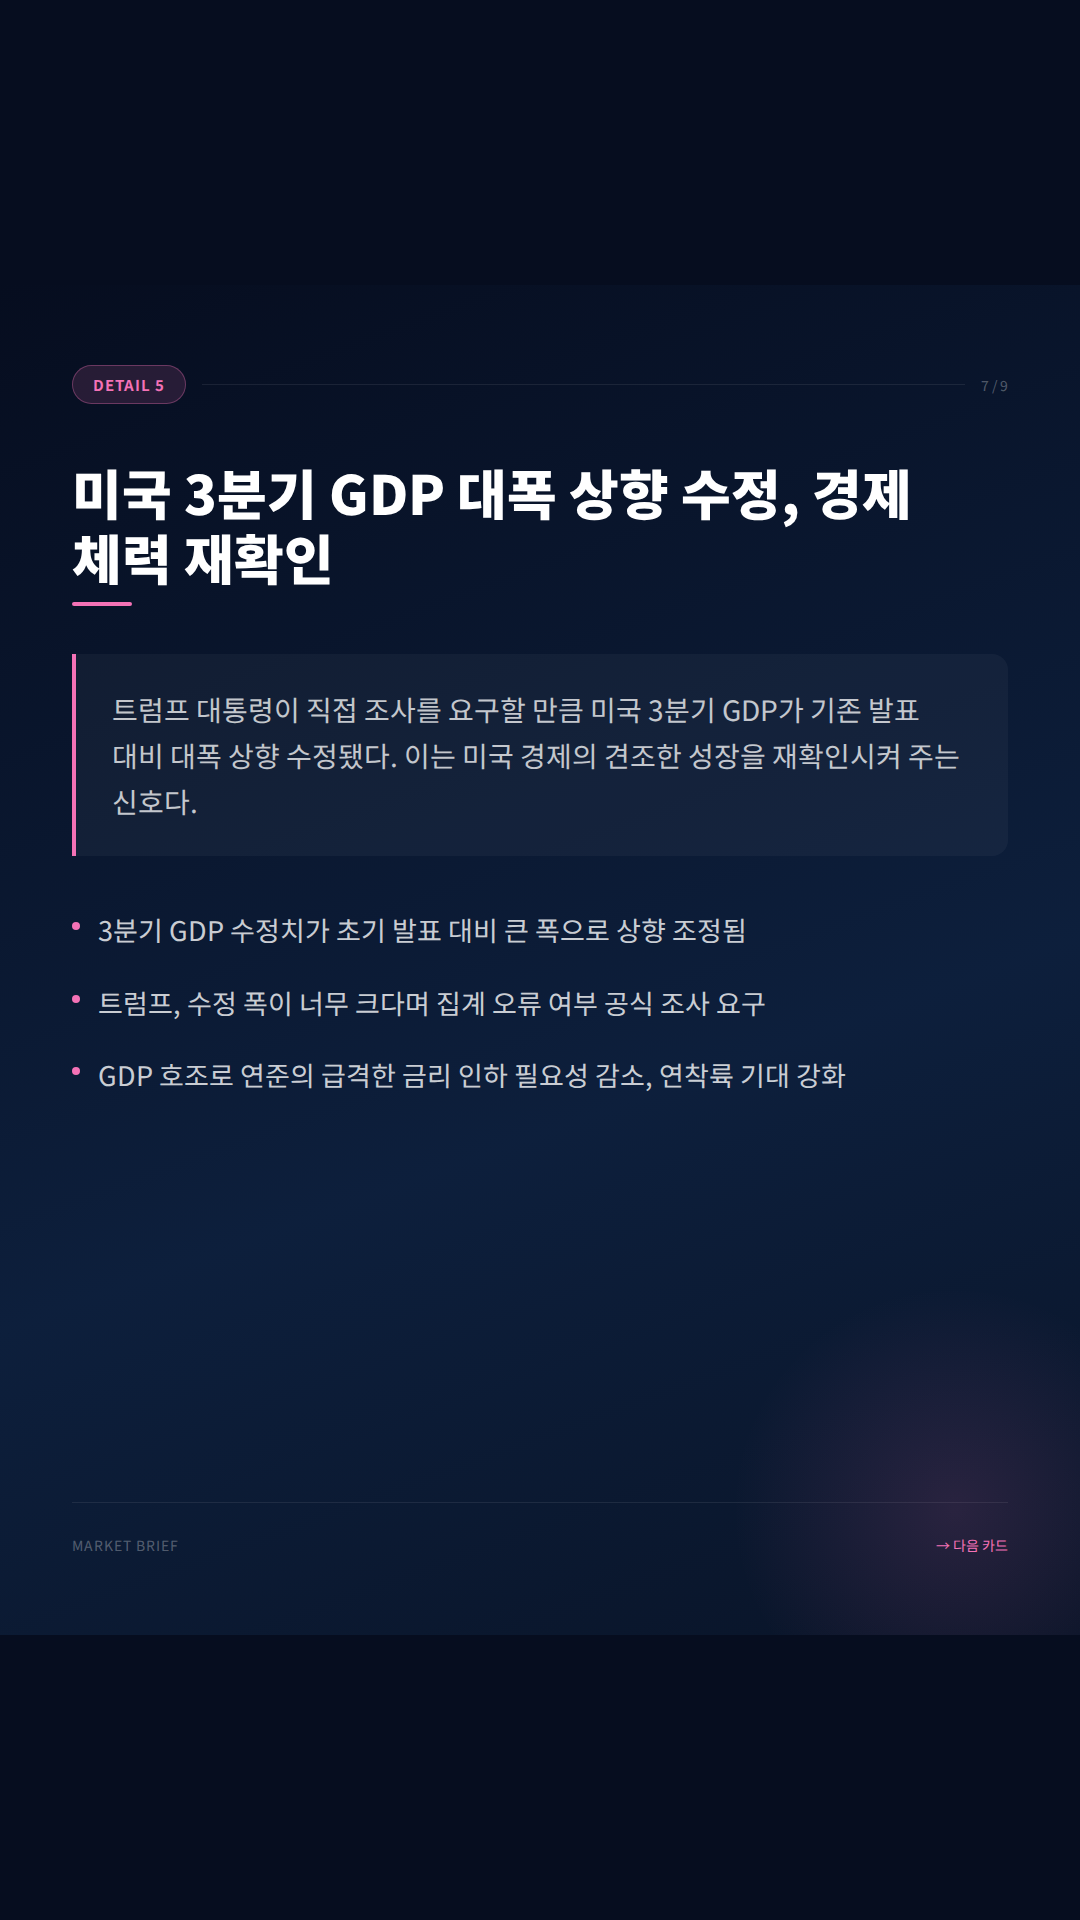 DETAIL 5
7 / 9
미국 3분기 GDP 대폭 상향 수정, 경제
체력 재확인
트럼프 대통령이 직접 조사를 요구할 만큼 미국 3분기 GDP가 기존 발표
대비 대폭 상향 수정됐다. 이는 미국 경제의 견조한 성장을 재확인시켜 주는
신호다.
• 3분기 GDP 수정치가 초기 발표 대비 큰 폭으로 상향 조정됨
• 트럼프, 수정 폭이 너무 크다며 집계 오류 여부 공식 조사 요구
• GDP 호조로 연준의 급격한 금리 인하 필요성 감소, 연착륙 기대 강화
MARKET BRIEF
→ 다음 카드